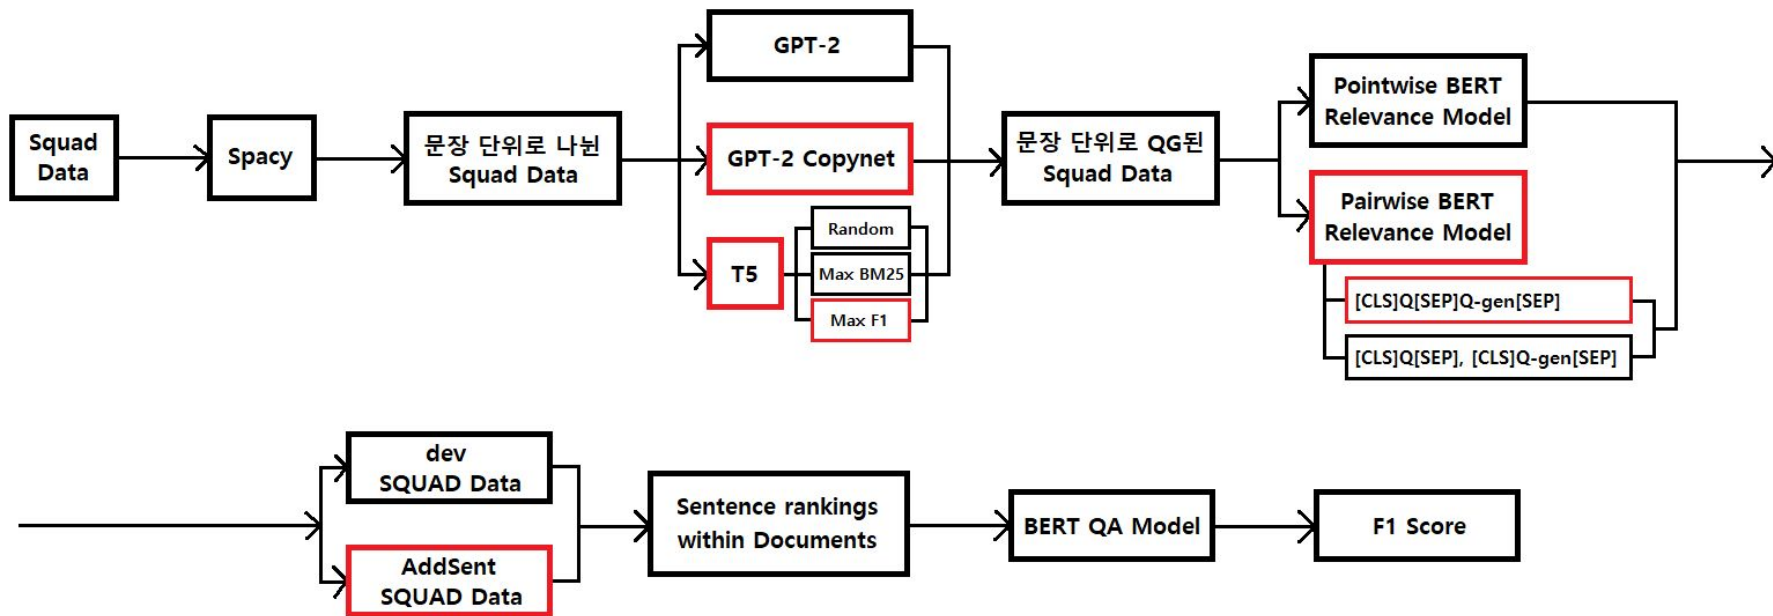 Squad
Data
Spacy
문장 단위로 나뉜
Squad Data
GPT-2
GPT-2 Copynet
T5
Random
Max BM25
Max F1
문장 단위로 QG된
Squad Data
Pointwise BERT
Relevance Model
Pairwise BERT
Relevance Model
[CLS]Q[SEP]Q-gen[SEP]
[CLS]Q[SEP], [CLS]Q-gen[SEP]
dev
SQUAD Data
AddSent
SQUAD Data
Sentence rankings
within Documents
BERT QA Model
F1 Score